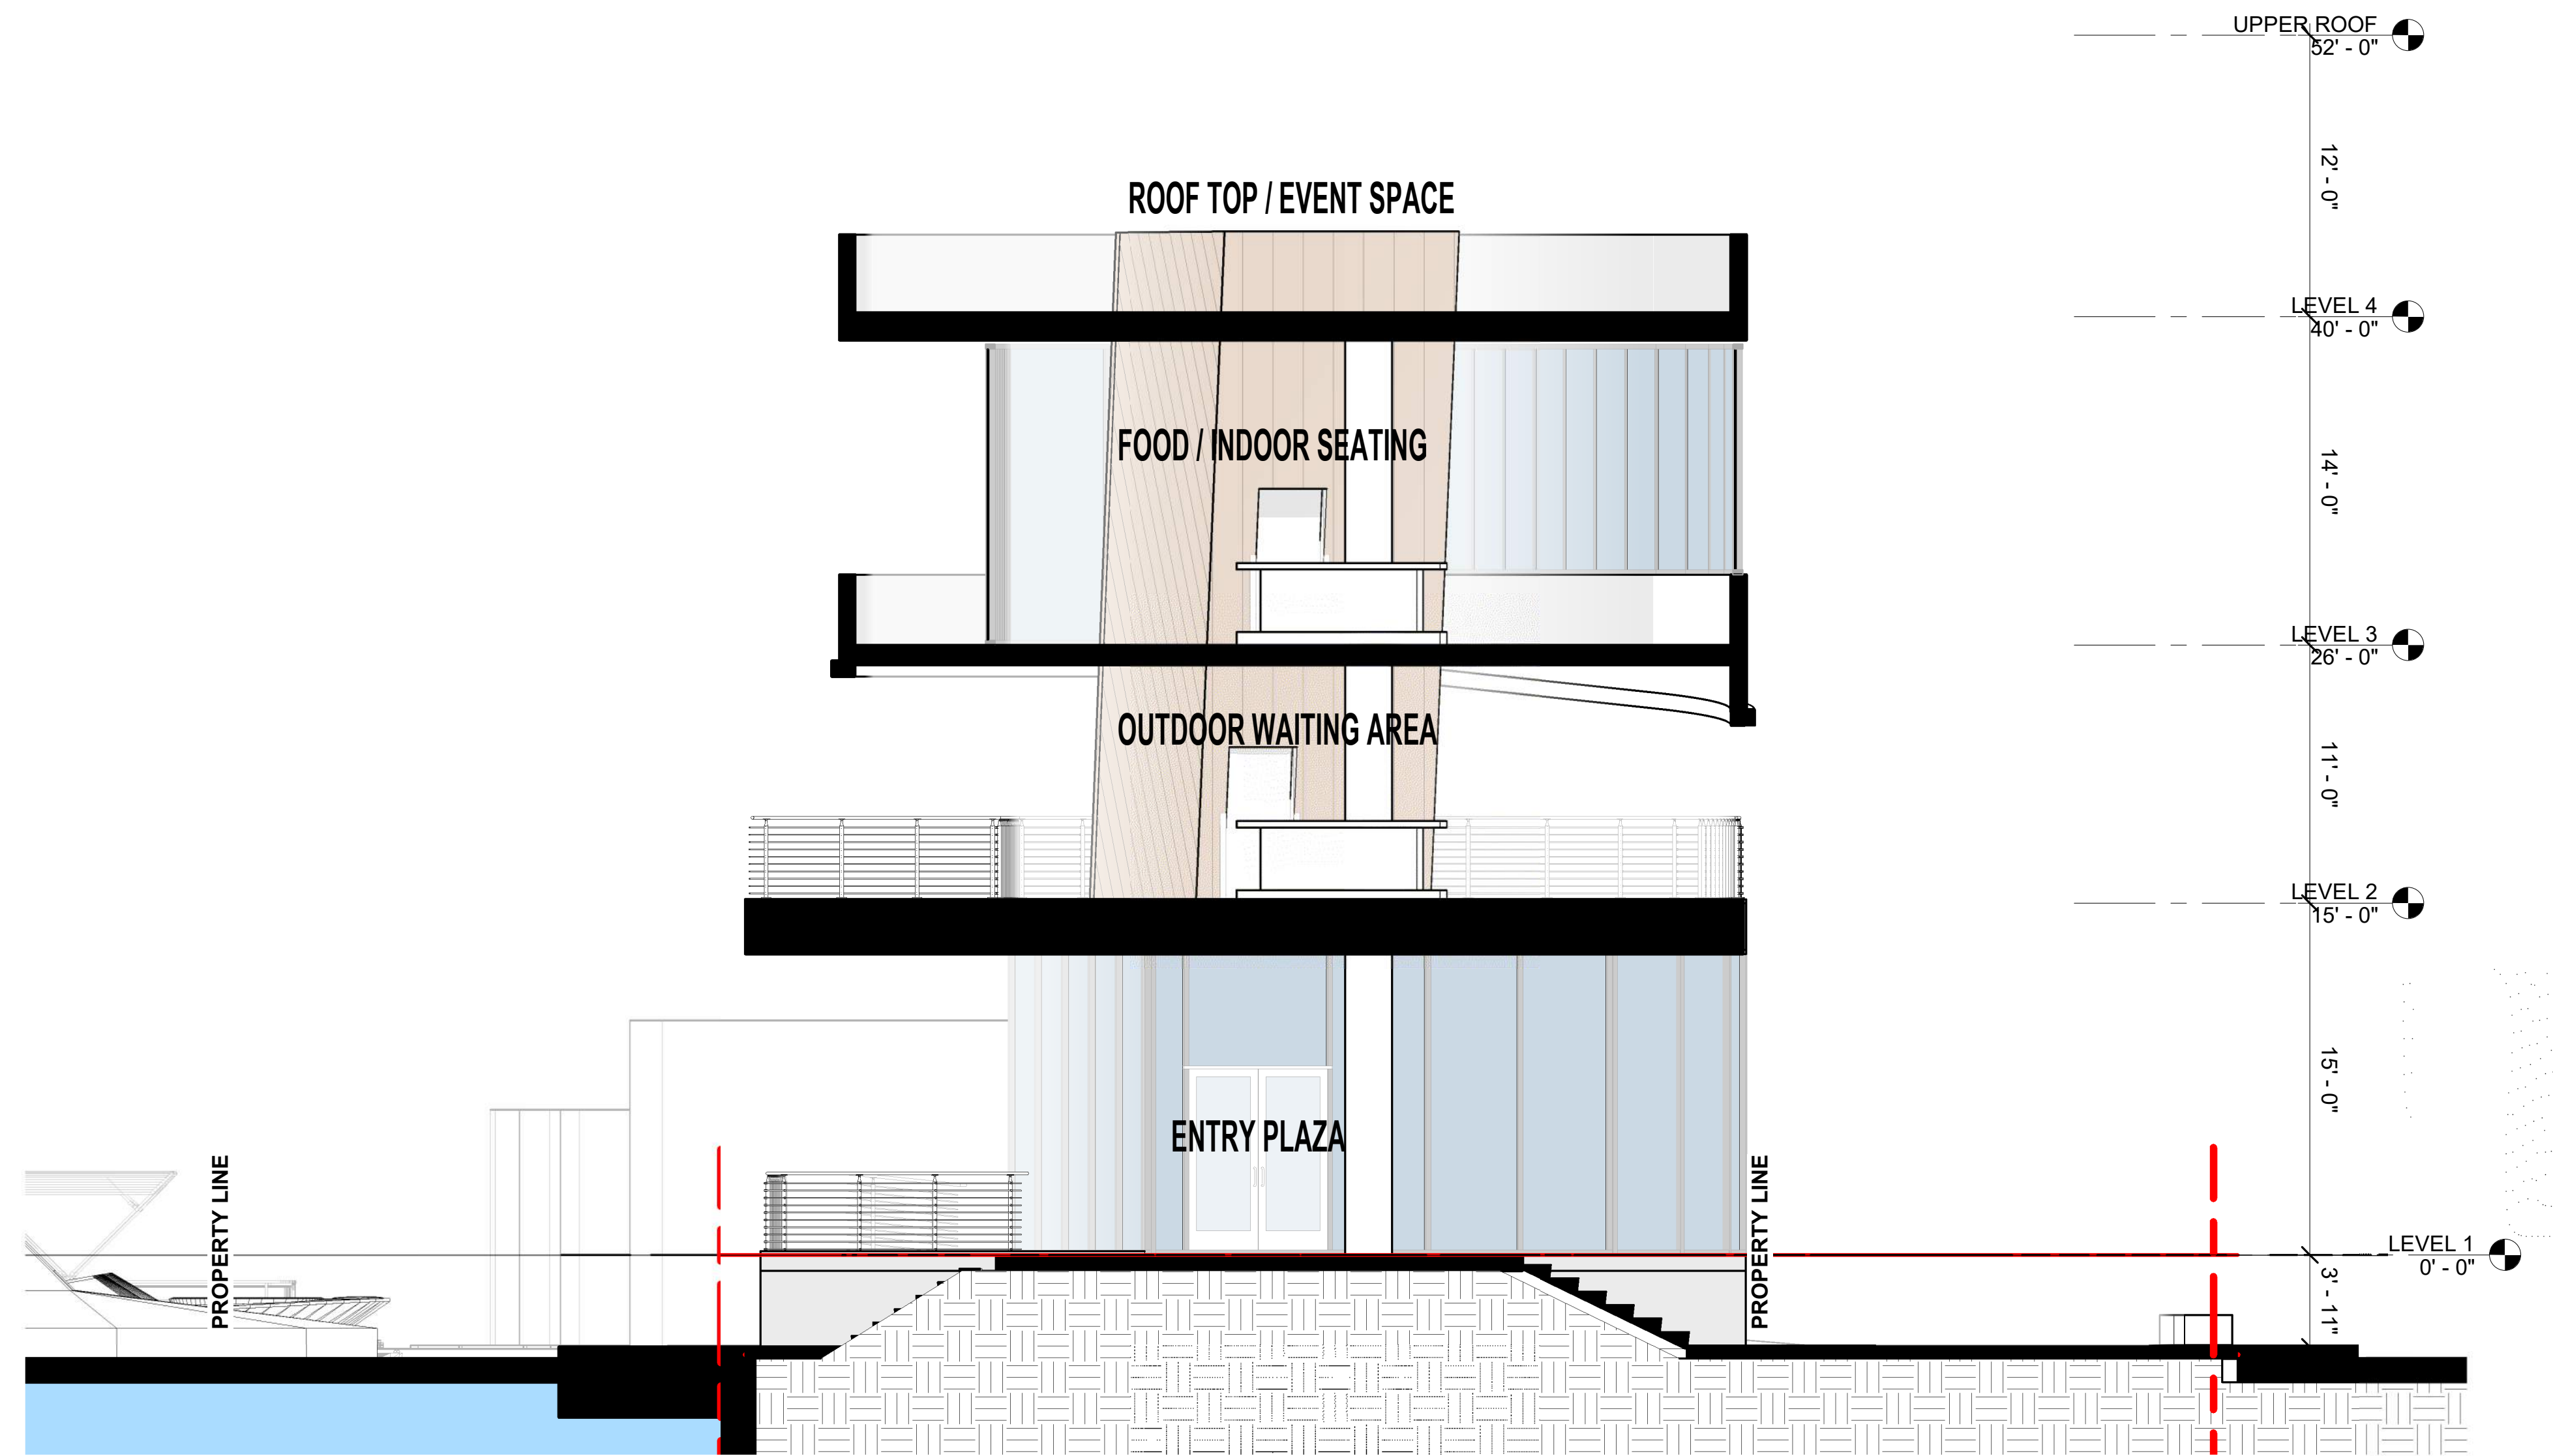 UPPER ROOF
52' - 0"
12' - 0"
ROOF TOP / EVENT SPACE
LEVEL 4
40' - 0"
FOOD / INDOOR SEATING
14' - 0"
LEVEL 3
26' - 0"
OUTDOOR WAITING AREA
11' - 0"
LEVEL 2
15' - 0"
15' - 0"
ENTRY PLAZA
PROPERTY LINE
PROPERTY LINE
LEVEL 1
0' - 0"
3' - 11"